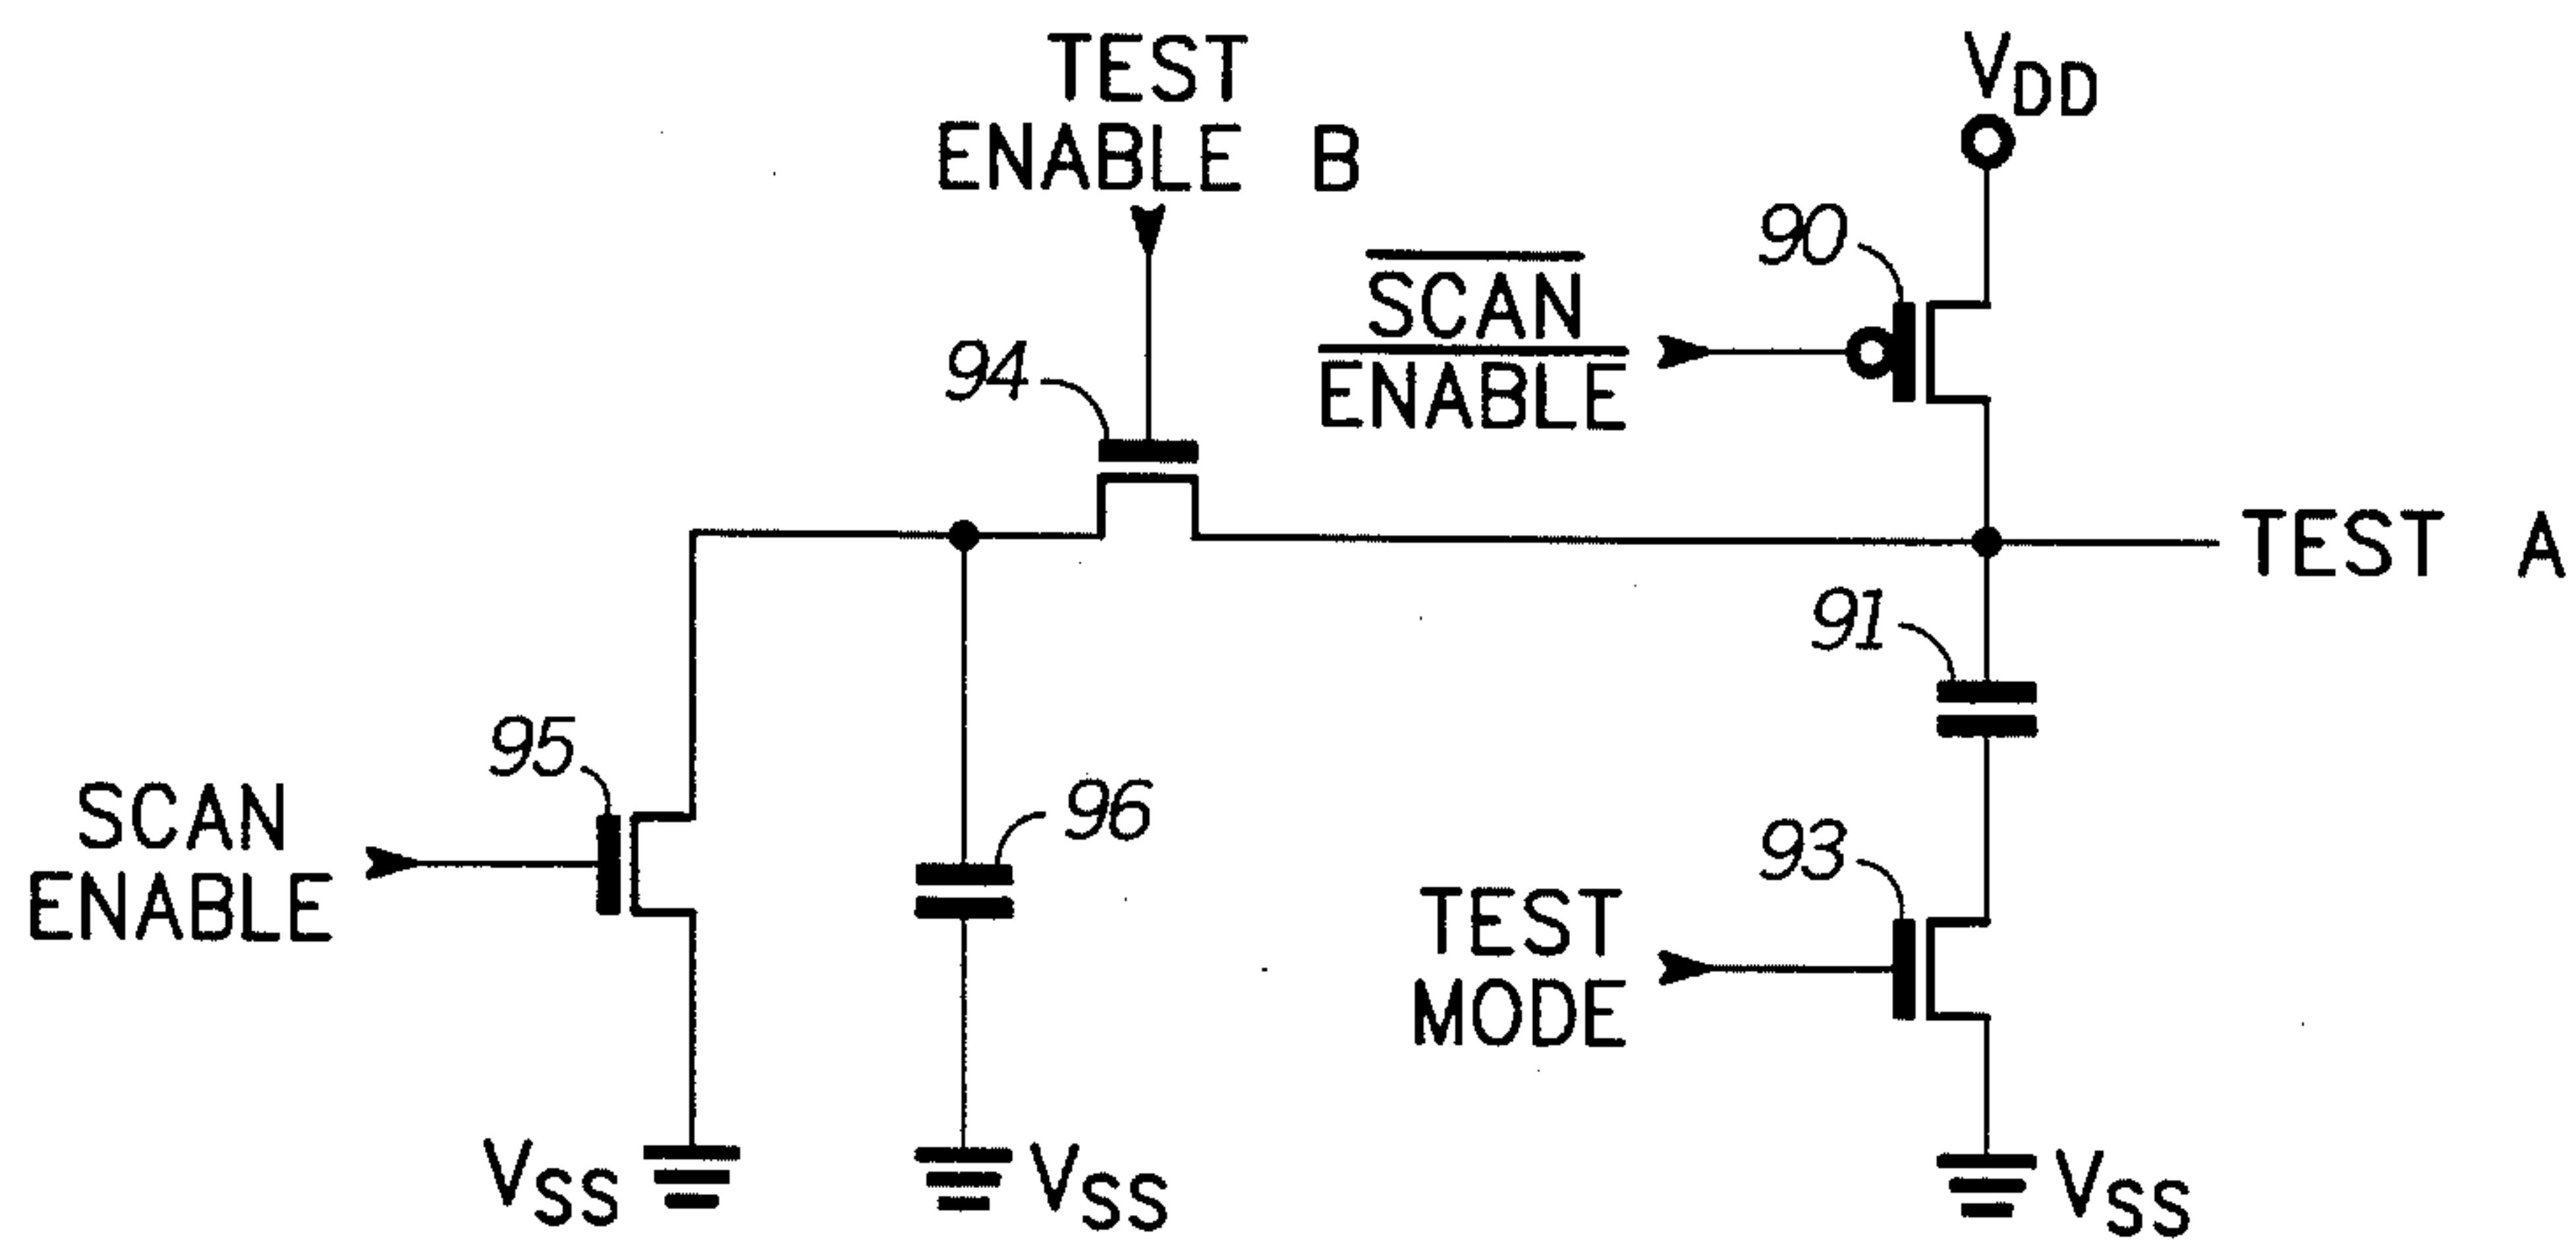 TEST
ENABLE B
VDD
90
SCAN
ENABLE
94
TEST A
91
95
96
SCAN
ENABLE
93
TEST
MODE
VSS
VSS
VSS